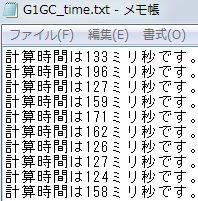 G1GC_time.txt - メモ帳
ファイル(F) 編集(E) 書式(O)
計算時間は133ミリ秒です。
計算時間は196ミリ秒です。
計算時間は127ミリ秒です。
計算時間は159ミリ秒です。
計算時間は171ミリ秒です。
計算時間は162ミリ秒です。
計算時間は126ミリ秒です。
計算時間は127ミリ秒です。
計算時間は124ミリ秒です。
計算時間は158ミリ秒です。